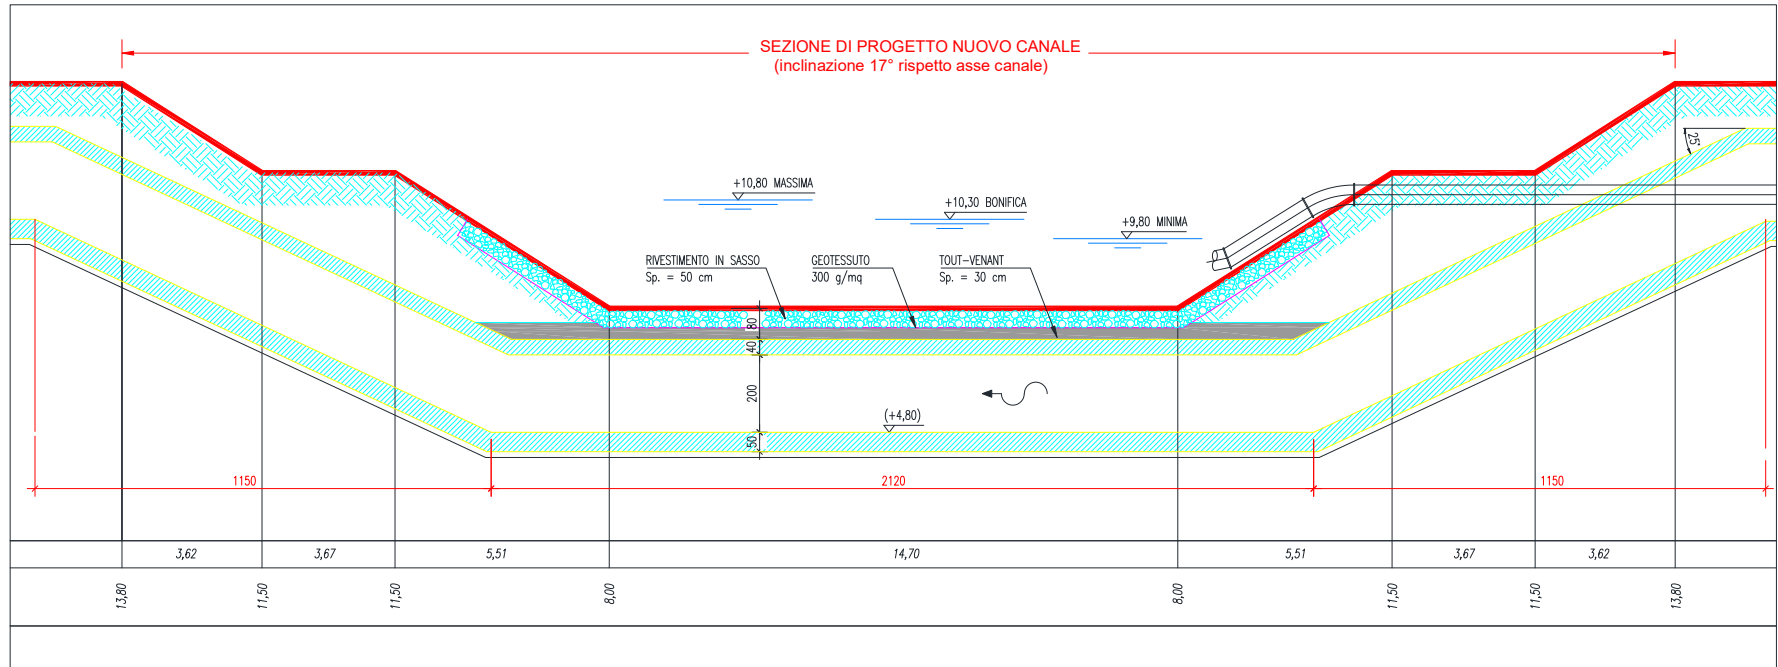 SEZIONE DI PROGETTO NUOVO CANALE
(inclinazione 17° rispetto asse canale)
25°
+10,80 MASSIMA
+10,30 BONIFICA
+9,80 MINIMA
RIVESTIMENTO IN SASSO
Sp. = 50 cm
GEOTESSUTO
300 g/mq
TOUT-VENANT
Sp. = 30 cm
80
40
200
(+4,80)
50
1150
2120
1150
3,62
3,67
5,51
14,70
5,51
3,67
3,62
13,80
11,50
11,50
8,00
8,00
11,50
11,50
13,80